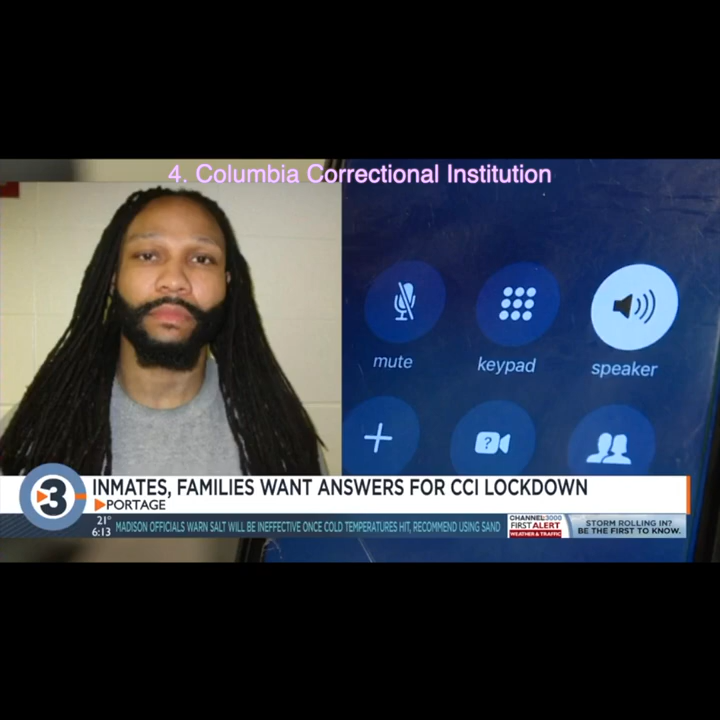 4. Columbia Correctional Institution
mute
keypad
speaker
?
3
INMATES, FAMILIES WANT ANSWERS FOR CCI LOCKDOWN
PORTAGE
21°
6:13
MADISON OFFICIALS WARN SALT WILL BE INEFFECTIVE ONCE COLD TEMPERATURES HIT, RECOMMEND USING SAND
CHANNEL3000
FIRST ALERT
WEATHER & TRAFFIC
STORM ROLLING IN?
BE THE FIRST TO KNOW.